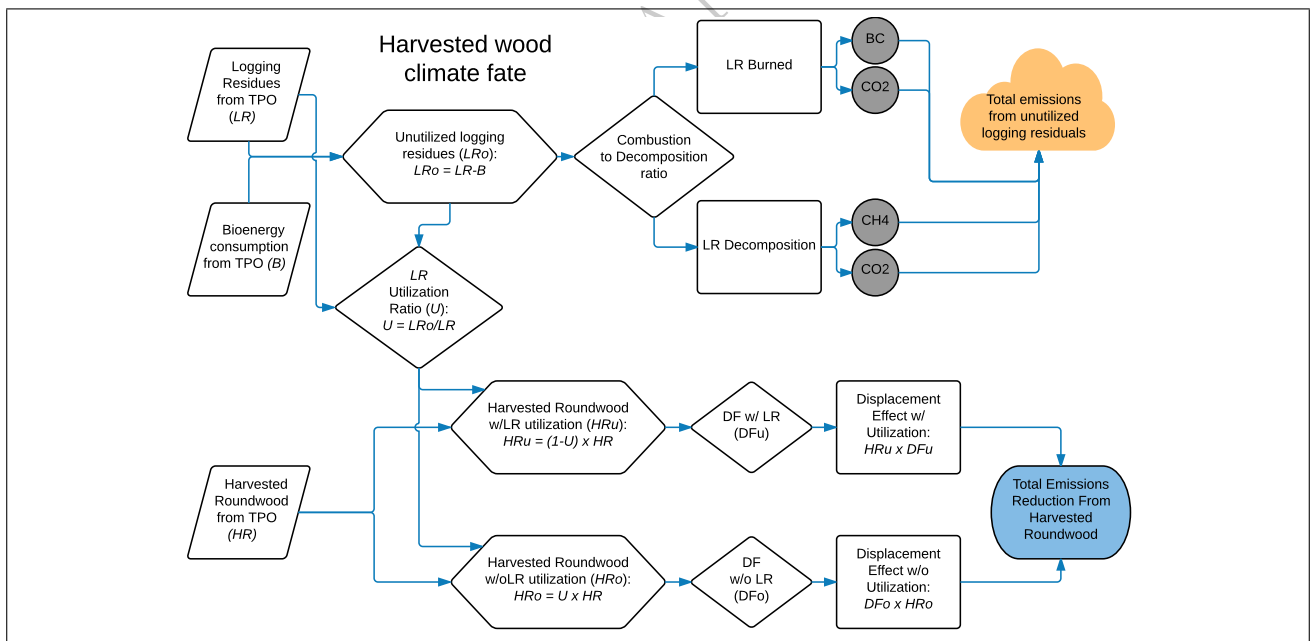 Harvested wood
climate fate
Logging
Residues
from TPO
(LR)
Bioenergy
consumption
from TPO (B)
Unutilized logging
residues (LRo):
LRo = LR-B
Combustion
to Decomposition
ratio
LR Burned
BC
CO2
Total emissions
from unutilized
logging residuals
LR Decomposition
CH4
CO2
LR
Utilization
Ratio (U):
U = LRo/LR
Harvested Roundwood
w/LR utilization (HRu):
HRu = (1-U) x HR
DF w/ LR
(DFu)
Displacement
Effect w/
Utilization:
HRu x DFu
Harvested
Roundwood
from TPO
(HR)
Total Emissions
Reduction From
Harvested
Roundwood
Harvested Roundwood
w/oLR utilization (HRo):
HRo = U x HR
DF
w/o LR
(DFo)
Displacement
Effect w/o
Utilization:
DFo x HRo